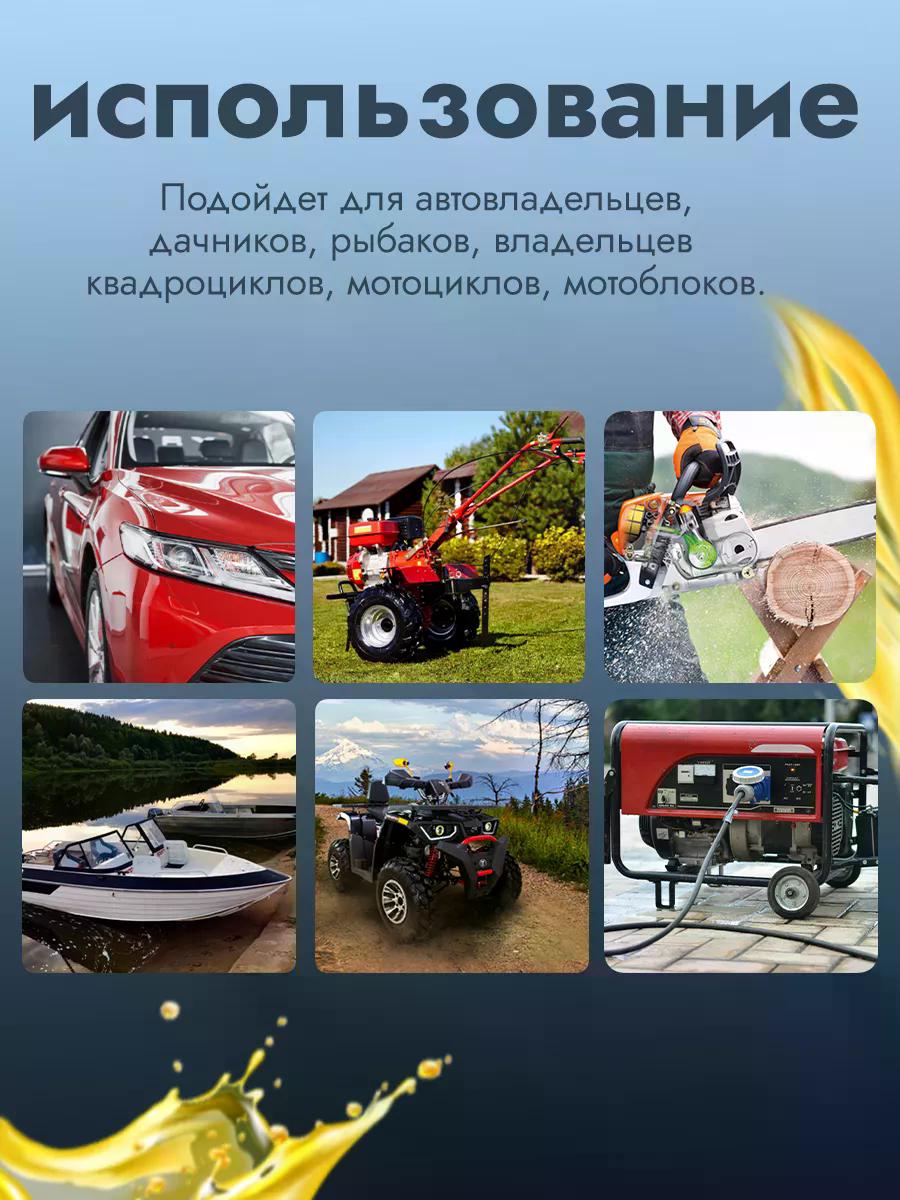 использование
Подойдет для автовладельцев,
дачников, рыбаков, владельцев
квадроциклов, мотоциклов, мотоблоков.